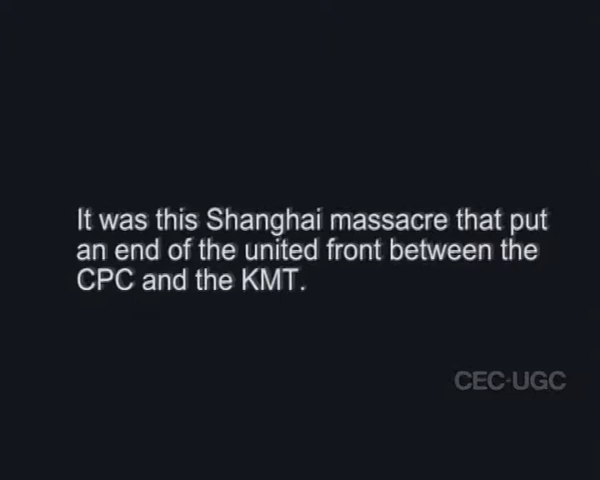 It was this Shanghai massacre that put
an end of the united front between the
CPC and the KMT.
CEC-UGC